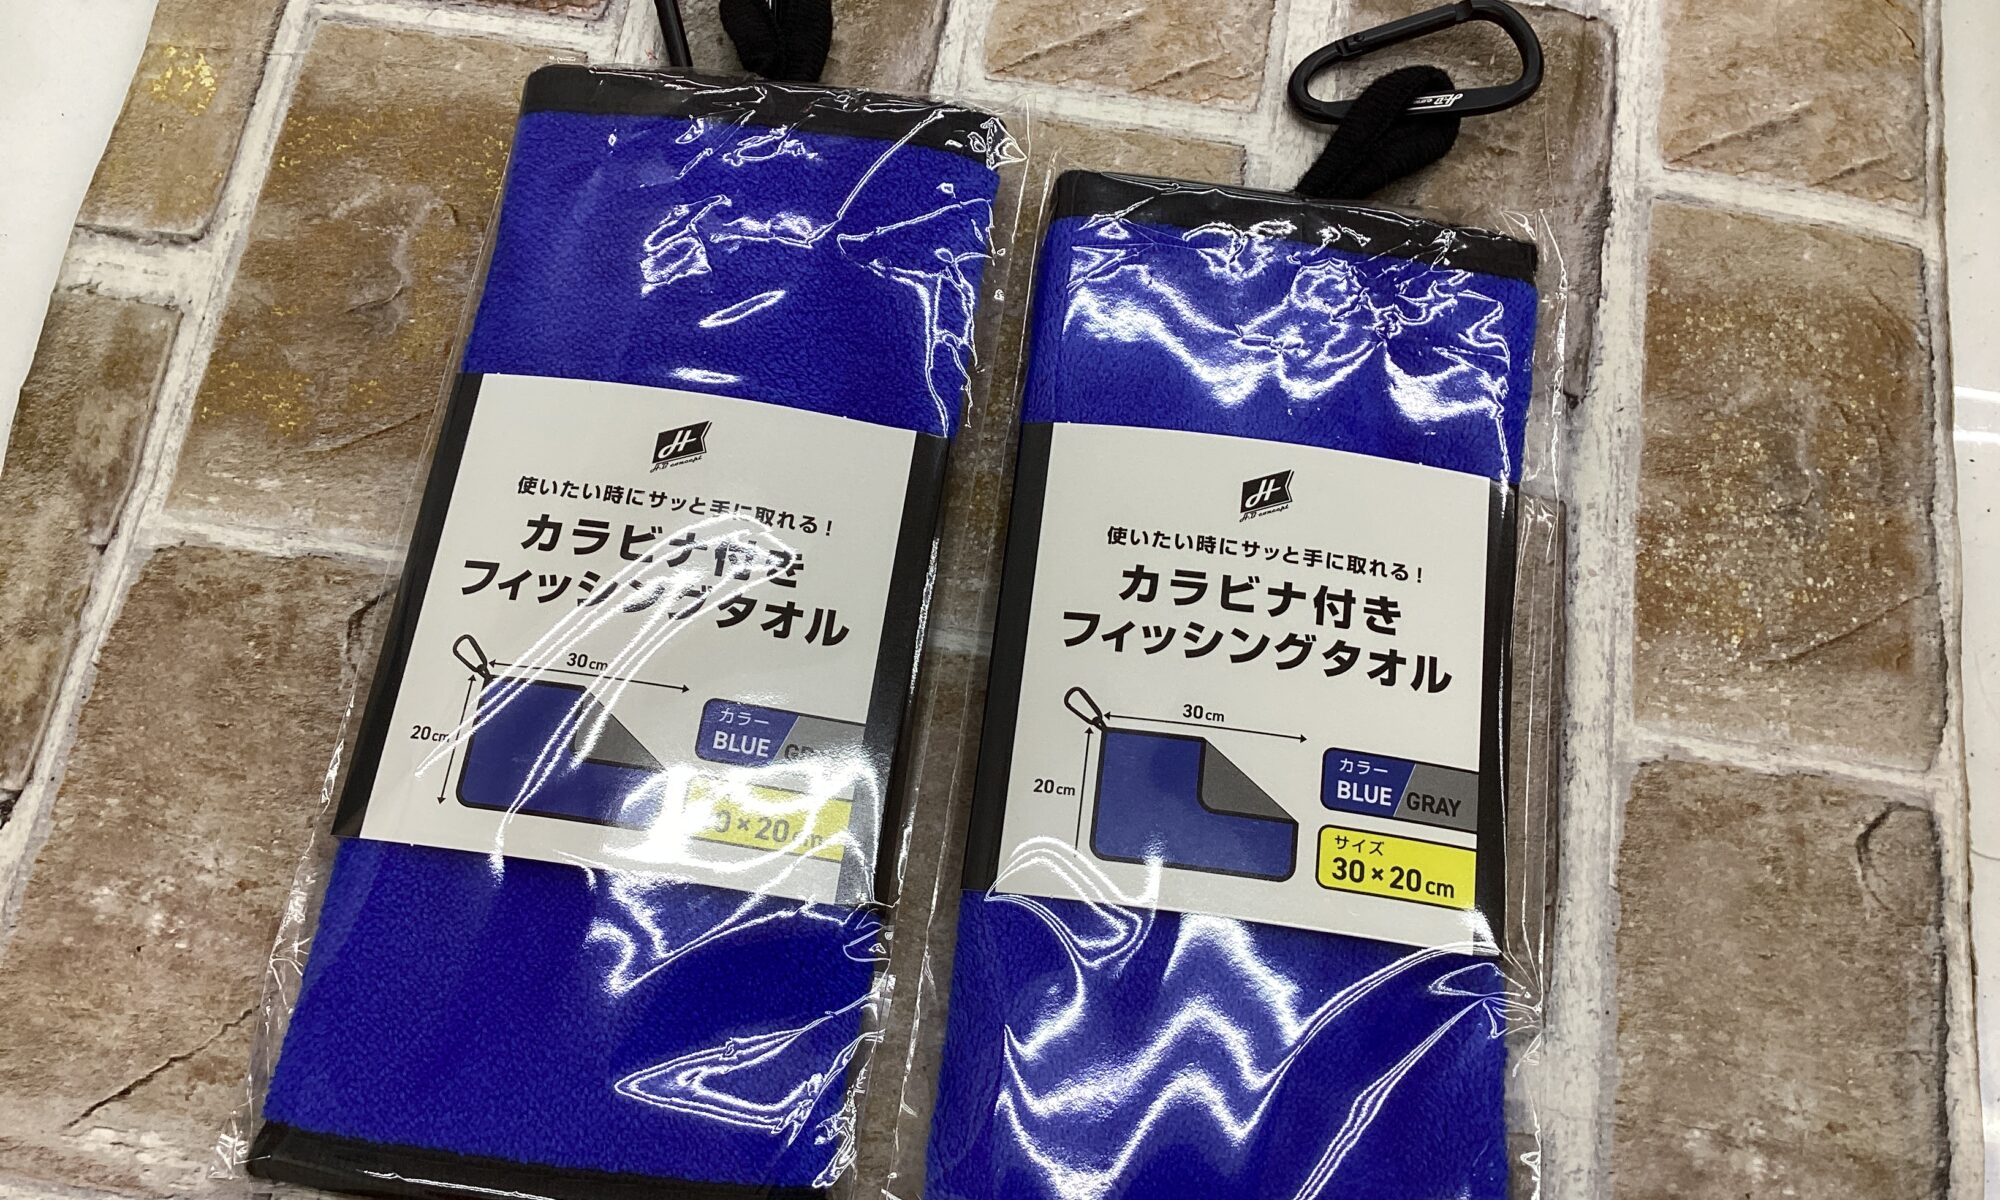 H.D concept
使いたい時にサッと手に取れる！
カラビナ付き
フィッシングタオル
30cm
20cm
カラー
BLUE
× 20cm
H.D
H.D concept
使いたい時にサッと手に取れる！
カラビナ付き
フィッシングタオル
30cm
20cm
カラー
BLUE GRAY
サイズ
30 × 20cm